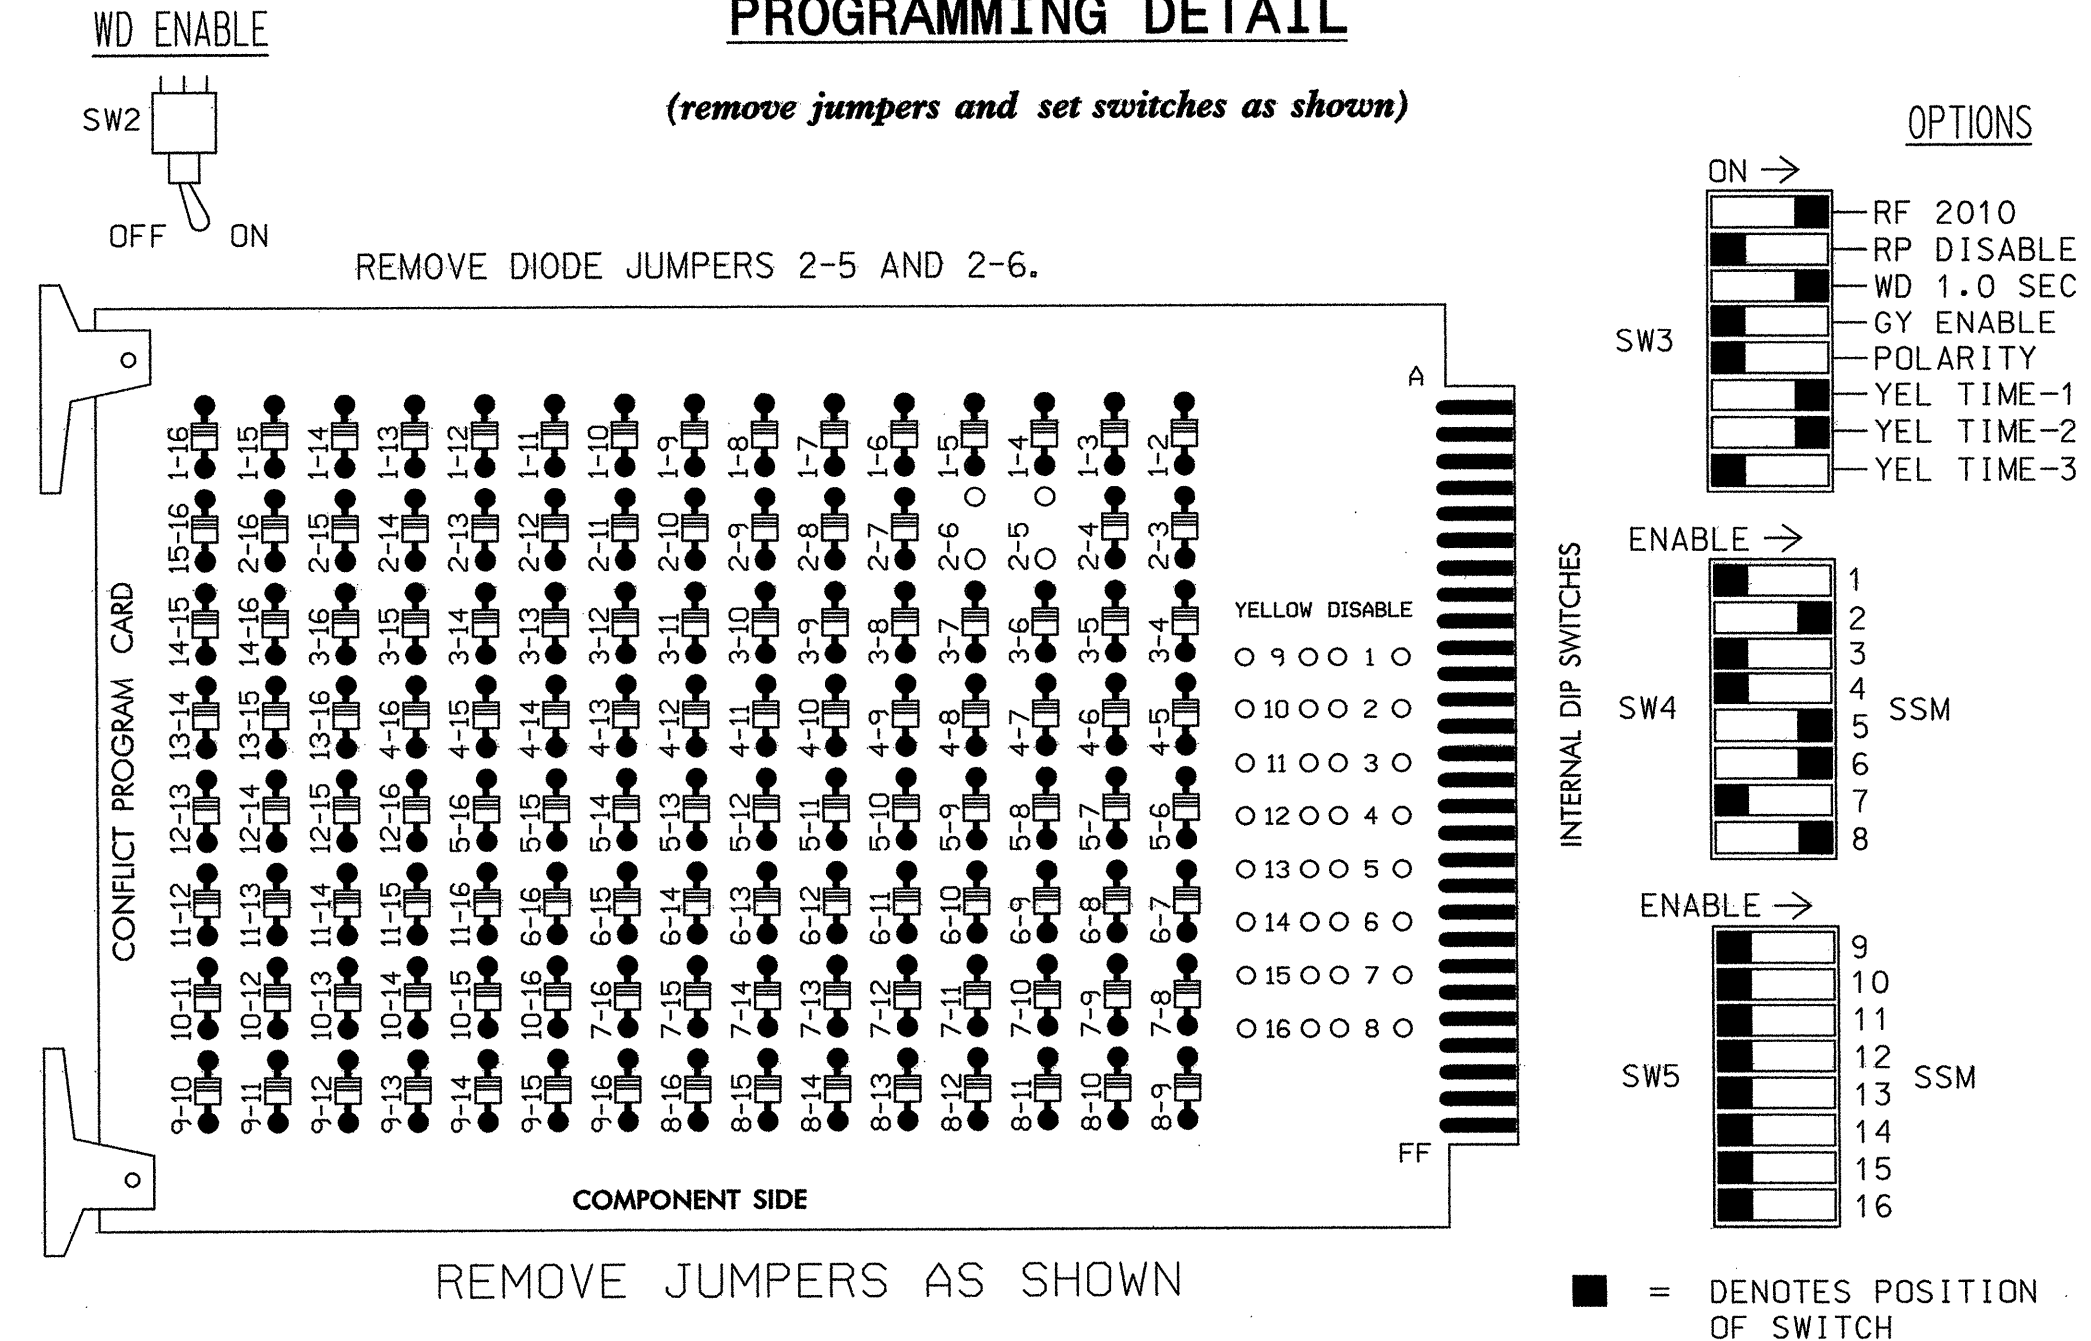 PROGRAMMING DETAIL
(remove jumpers and set switches as shown)
WD ENABLE
SW2
OFF ON
REMOVE DIODE JUMPERS 2-5 AND 2-6.
CONFLICT PROGRAM CARD
1-16 1-15 1-14 1-13 1-12 1-11 1-10 1-9 1-8 1-7 1-6 1-5 1-4 1-3 1-2
15-16 2-16 2-15 2-14 2-13 2-12 2-11 2-10 2-9 2-8 2-7 2-6 2-5 2-4 2-3
14-15 14-16 3-16 3-15 3-14 3-13 3-12 3-11 3-10 3-9 3-8 3-7 3-6 3-5 3-4
13-14 13-15 13-16 4-16 4-15 4-14 4-13 4-12 4-11 4-10 4-9 4-8 4-7 4-6 4-5
12-13 12-14 12-15 12-16 5-16 5-15 5-14 5-13 5-12 5-11 5-10 5-9 5-8 5-7 5-6
11-12 11-13 11-14 11-15 11-16 6-16 6-15 6-14 6-13 6-12 6-11 6-10 6-9 6-8 6-7
10-11 10-12 10-13 10-14 10-15 10-16 7-16 7-15 7-14 7-13 7-12 7-11 7-10 7-9 7-8
9-10 9-11 9-12 9-13 9-14 9-15 9-16 8-16 8-15 8-14 8-13 8-12 8-11 8-10 8-9
A
YELLOW DISABLE
9 1
10 2
11 3
12 4
13 5
14 6
15 7
16 8
FF
COMPONENT SIDE
REMOVE JUMPERS AS SHOWN
INTERNAL DIP SWITCHES
OPTIONS
ON →
SW3
RF 2010
RP DISABLE
WD 1.0 SEC
GY ENABLE
POLARITY
YEL TIME-1
YEL TIME-2
YEL TIME-3
ENABLE →
SW4
1
2
3
4
5
6
7
8
SSM
ENABLE →
SW5
9
10
11
12
13
14
15
16
SSM
= DENOTES POSITION
OF SWITCH